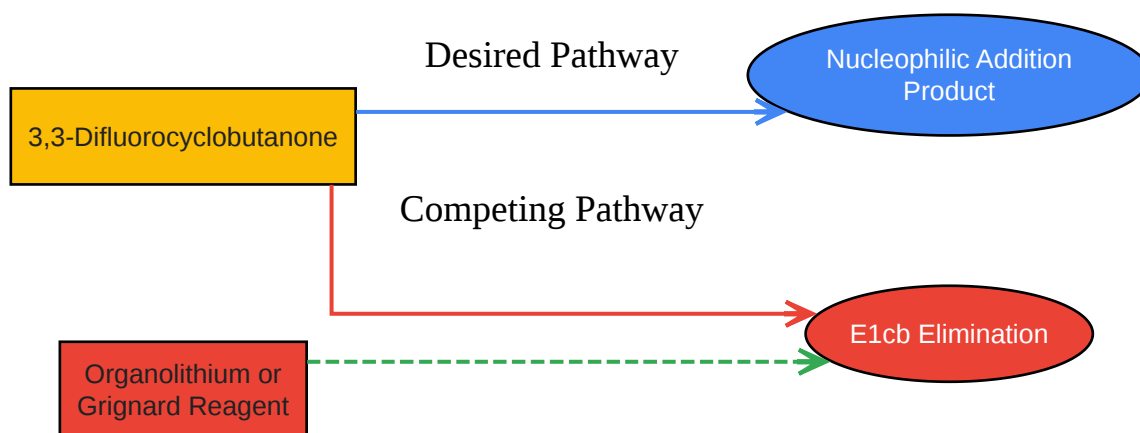 Desired Pathway
Nucleophilic Addition
Product
3,3-Difluorocyclobutanone
Competing Pathway
E1cb Elimination
Organolithium or
Grignard Reagent